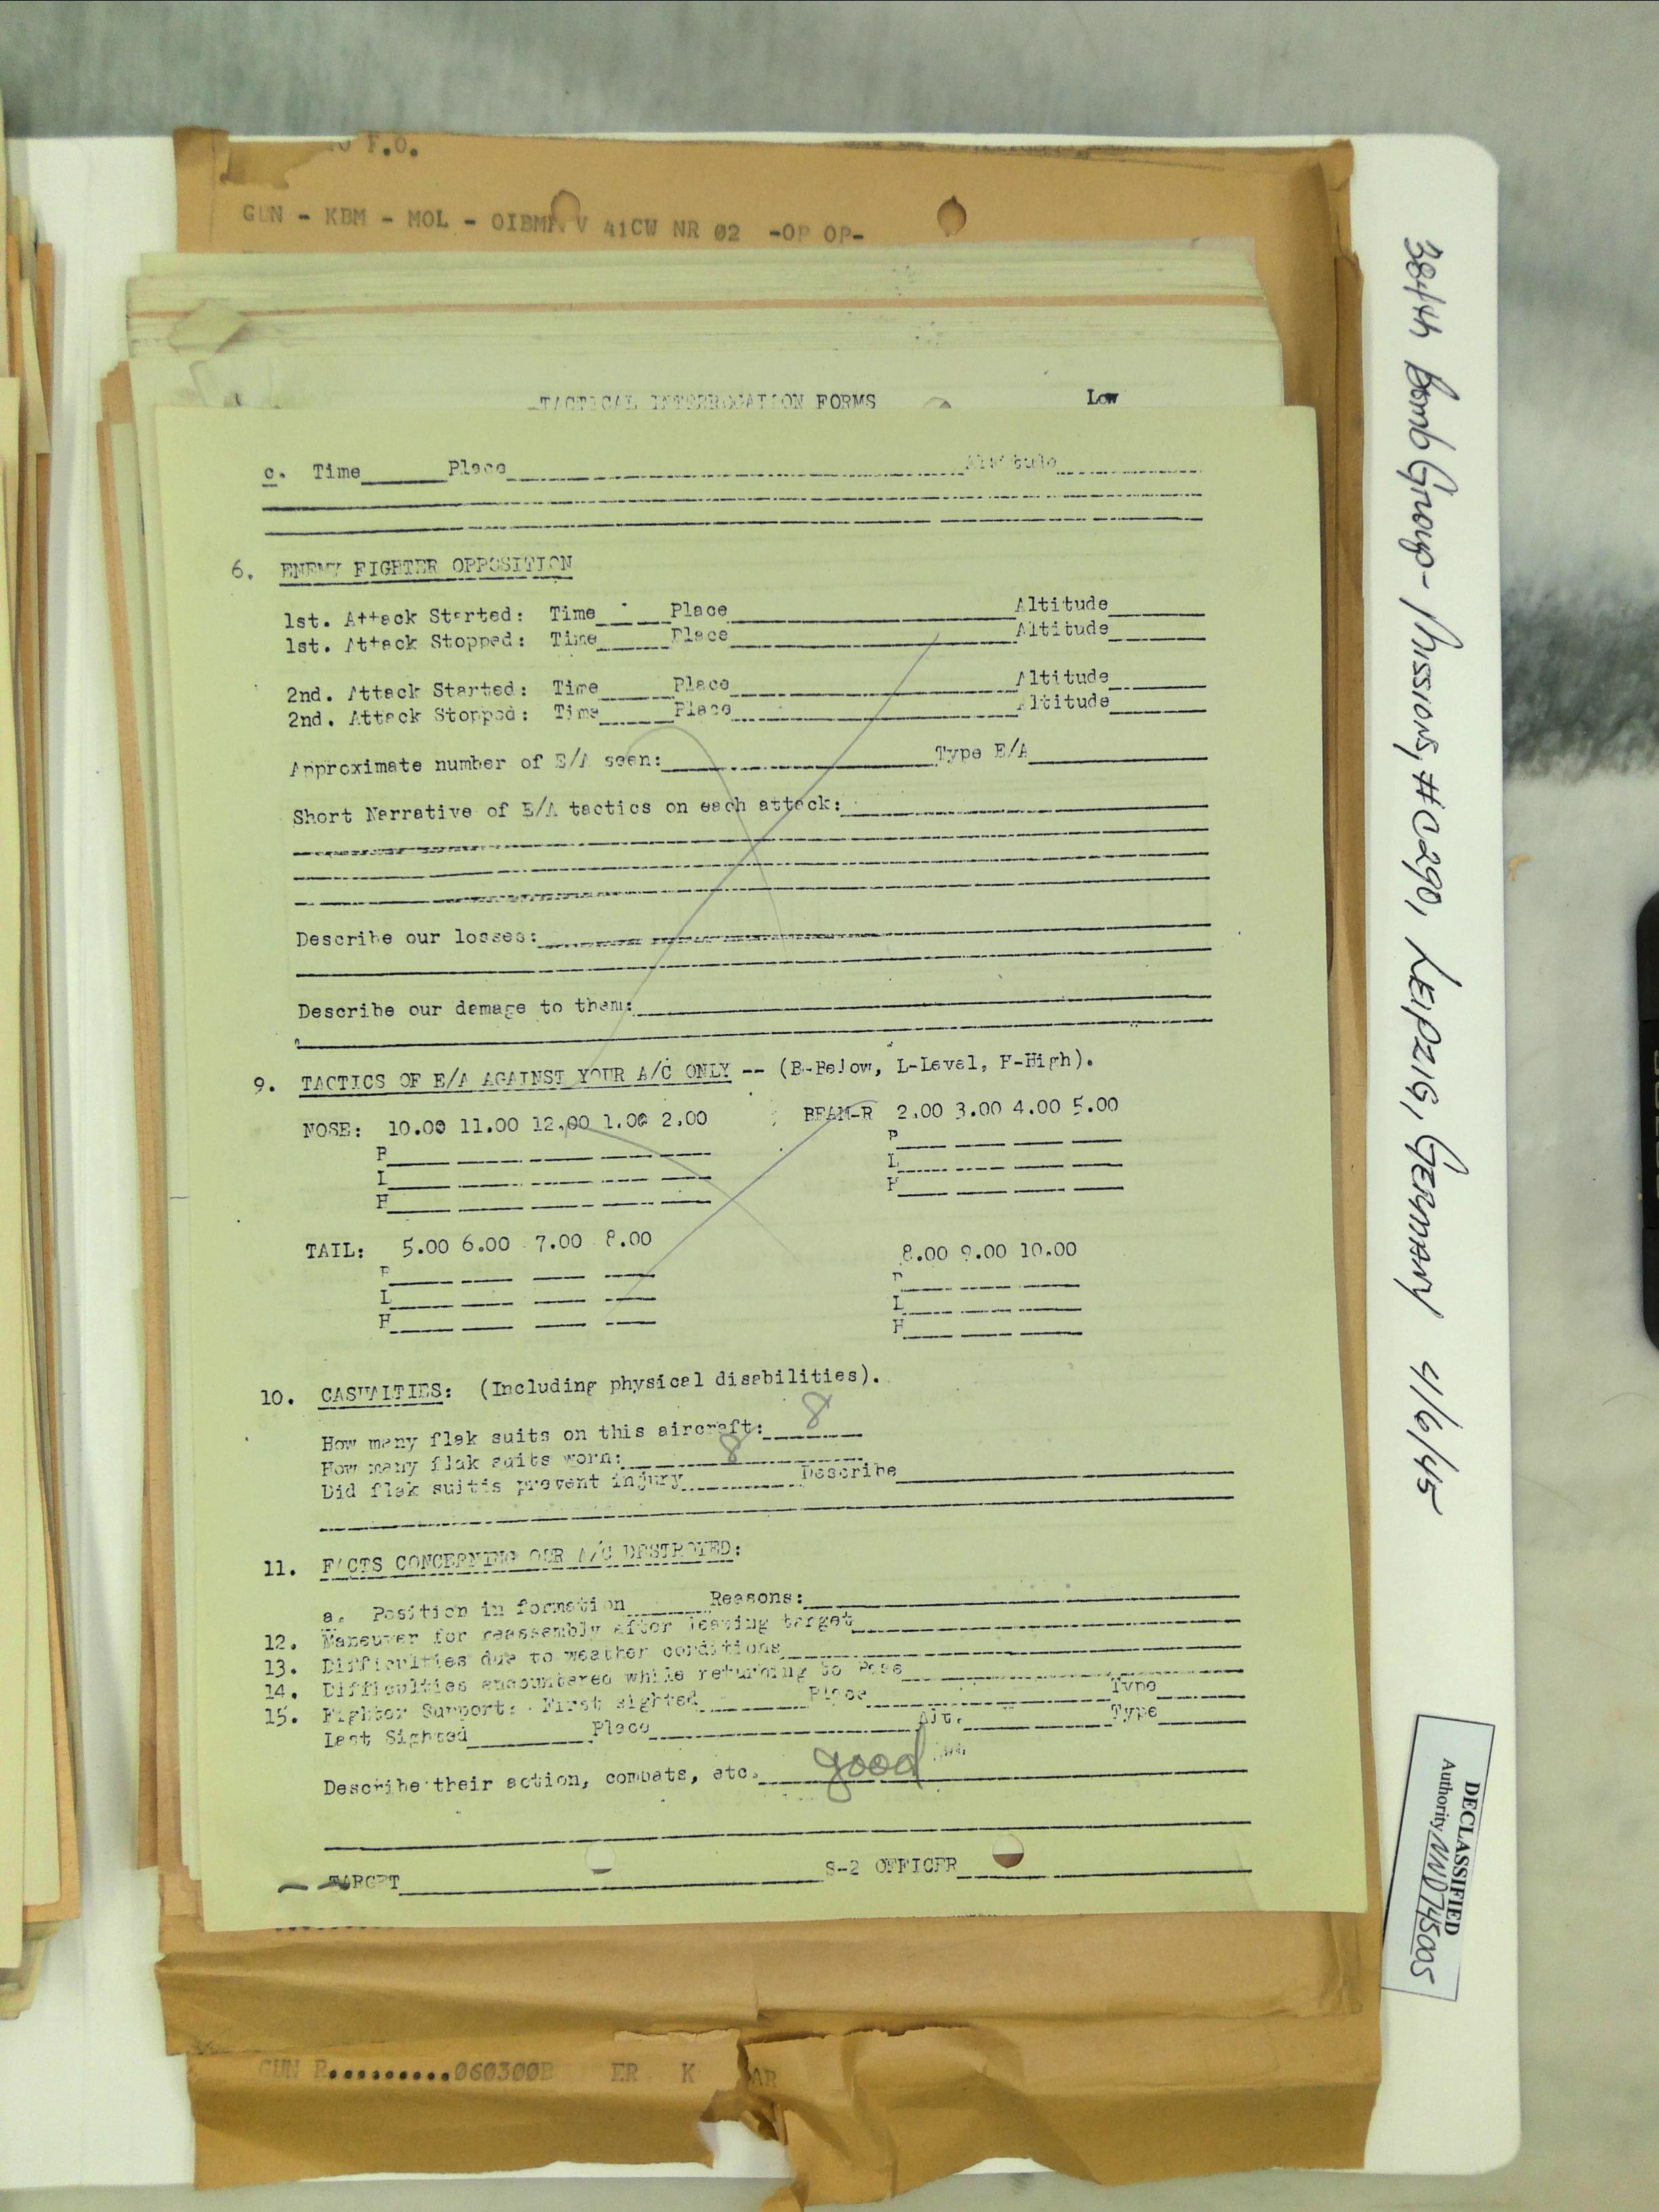 F.O.
GUN - KBM - MOL - OIBMR V 41CW NR 02 -OP OP-
TACTICAL INTERROGATION FORMS Low
c. Time Place Altitude
6. ENEMY FIGHTER OPPOSITION
1st. Attack Started: Time Place Altitude
1st. Attack Stopped: Time Place Altitude
2nd. Attack Started: Time Place Altitude
2nd. Attack Stopped: Time Place Altitude
Approximate number of E/A seen: Type E/A
Short Narrative of E/A tactics on each attack:
Describe our losses:
Describe our damage to them:
9. TACTICS OF E/A AGAINST YOUR A/C ONLY -- (B-Below, L-Level, H-High).
NOSE: 10.00 11.00 12.00 1.00 2.00 BEAM-R 2.00 3.00 4.00 5.00
B B
L L
H H
TAIL: 5.00 6.00 7.00 8.00 8.00 9.00 10.00
B B
L L
H H
10. CASUALTIES: (Including physical disabilities).
How many flak suits on this aircraft: 8
How many flak suits worn: 8
Did flak suitis prevent injury Describe
11. FACTS CONCERNING OUR A/C DESTROYED:
a. Position in formation Reasons:
12. Maneuver for reassembly after leaving target
13. Difficulties due to weather conditions
14. Difficulties encountered while returning to Base
15. Fighter Support: First sighted Place Type
Last Sighted Place Alt. Type
Describe their action, combats, etc. good
TARGET S-2 OFFICER
GUN R..........060300B ER K AR
384th Bomb Group - Missions, #C290, LEIPZIG, GERMANY 4/6/45
DECLASSIFIED
Authority NND745005